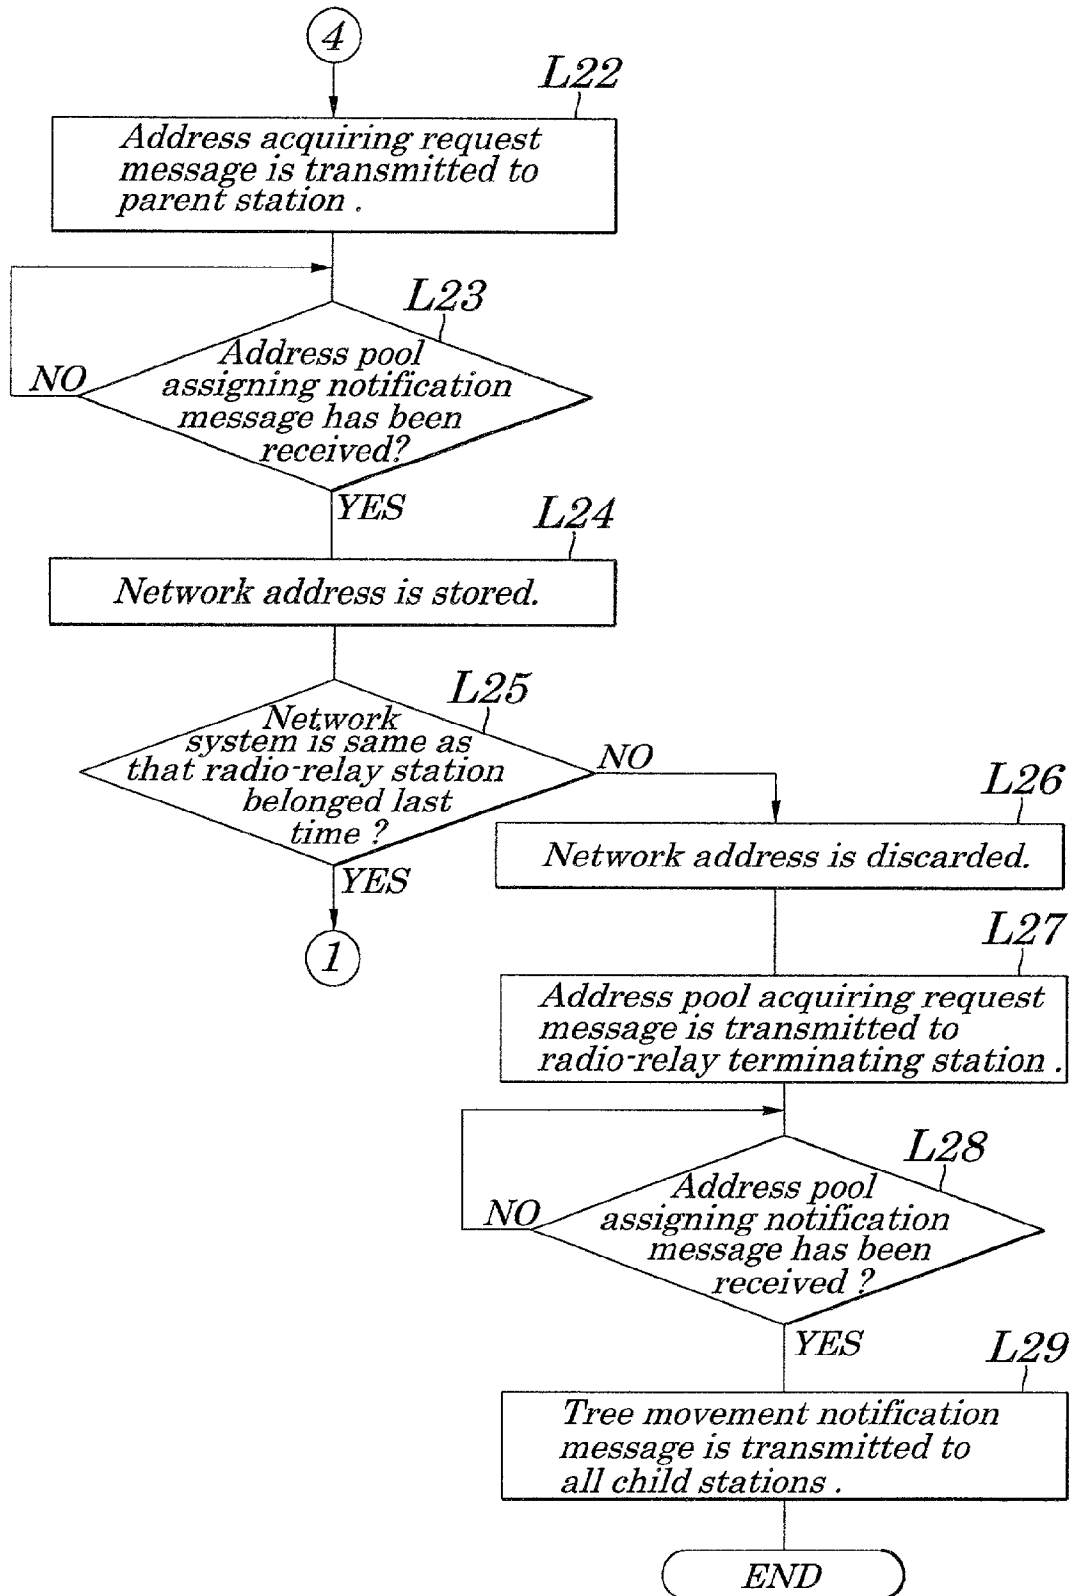 4
L22
Address acquiring request
message is transmitted to
parent station .
L23
Address pool
assigning notification
message has been
received?
NO
YES
L24
Network address is stored.
L25
Network
system is same as
that radio-relay station
belonged last
time ?
NO
YES
1
L26
Network address is discarded.
L27
Address pool acquiring request
message is transmitted to
radio-relay terminating station .
L28
Address pool
assigning notification
message has been
received ?
NO
YES
L29
Tree movement notification
message is transmitted to
all child stations .
END